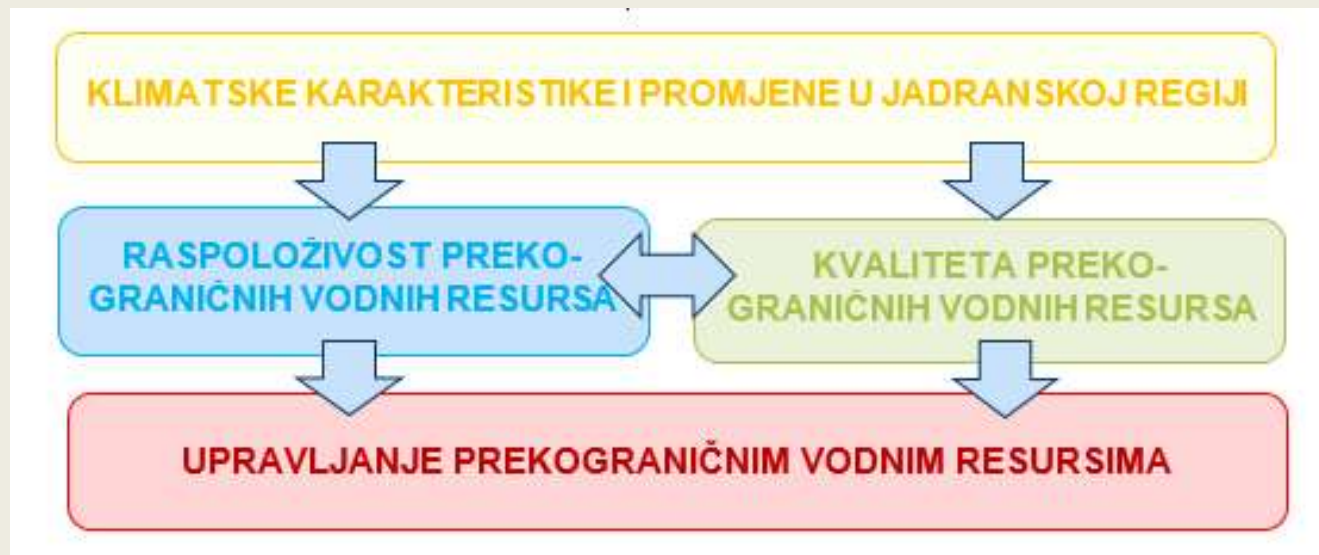 KLIMATSKE KARAKTERISTIKE I PROMJENE U JADRANSKOJ REGIJI
RASPOLOŽIVOST PREKO-
GRANIČNIH VODNIH RESURSA
KVALITETA PREKO-
GRANIČNIH VODNIH RESURSA
UPRAVLJANJE PREKOGRANIČNIM VODNIM RESURSIMA